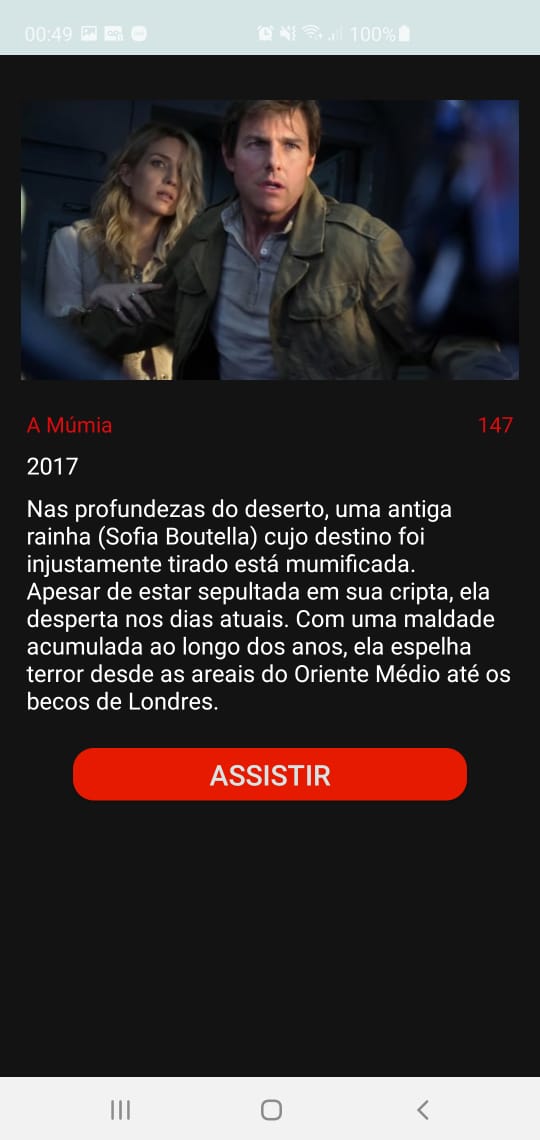 00:49 100%
A Múmia 147
2017
Nas profundezas do deserto, uma antiga
rainha (Sofia Boutella) cujo destino foi
injustamente tirado está mumificada.
Apesar de estar sepultada em sua cripta, ela
desperta nos dias atuais. Com uma maldade
acumulada ao longo dos anos, ela espelha
terror desde as areais do Oriente Médio até os
becos de Londres.
ASSISTIR